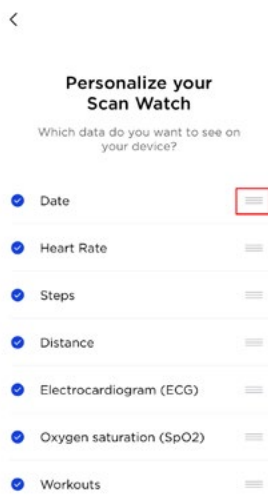 Personalize your
Scan Watch
Which data do you want to see on
your device?
Date
Heart Rate
Steps
Distance
Electrocardiogram (ECG)
Oxygen saturation (SpO2)
Workouts